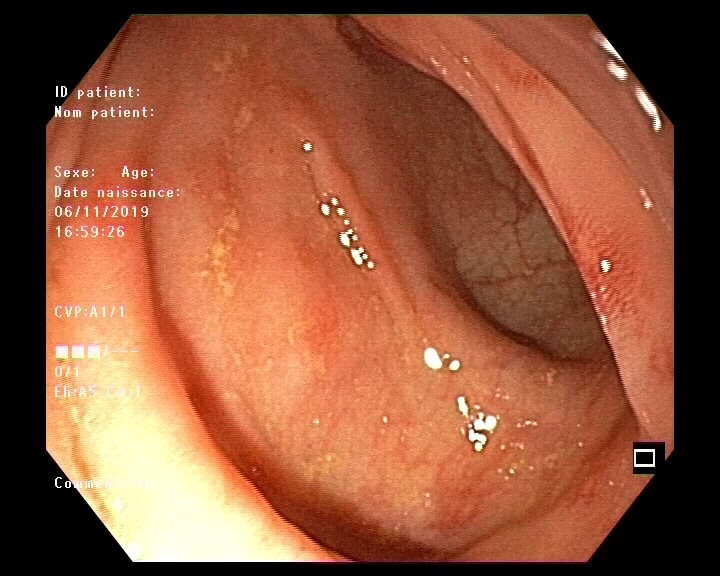 ID patient:
Nom patient:
Sexe: Age:
Date naissance:
06/11/2019
16:59:26
CVP:A1/1
0/1